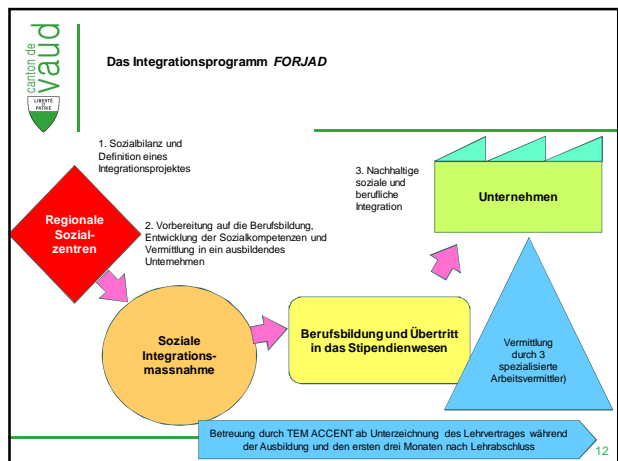 canton de
vaud
LIBERTÉ
ET
PATRIE
Das Integrationsprogramm FORJAD
1. Sozialbilanz und
Definition eines
Integrationsprojektes
Regionale
Sozial-
zentren
2. Vorbereitung auf die Berufsbildung,
Entwicklung der Sozialkompetenzen und
Vermittlung in ein ausbildendes
Unternehmen
3. Nachhaltige
soziale und
berufliche
Integration
Unternehmen
Soziale
Integrations-
massnahme
Berufsbildung und Übertritt
in das Stipendienwesen
Vermittlung
durch 3
spezialisierte
Arbeitsvermittler)
Betreuung durch TEM ACCENT ab Unterzeichnung des Lehrvertrages während
der Ausbildung und den ersten drei Monaten nach Lehrabschluss
12